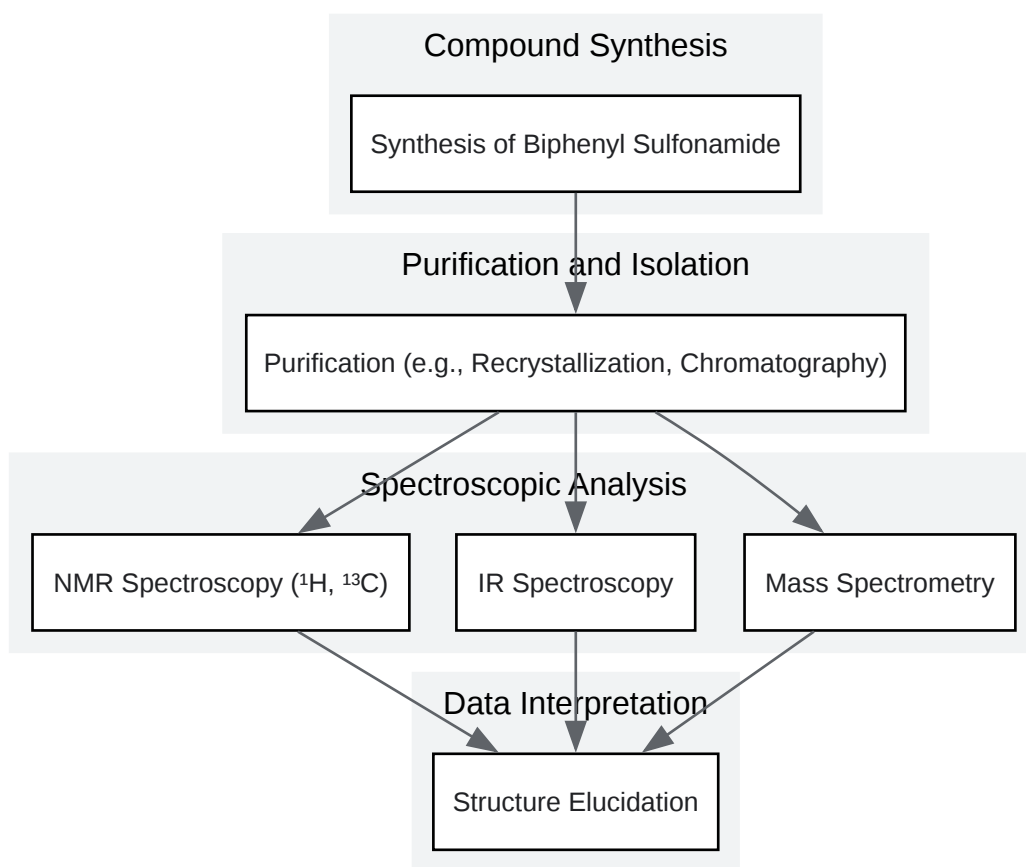 Compound Synthesis
Synthesis of Biphenyl Sulfonamide
Purification and Isolation
Purification (e.g., Recrystallization, Chromatography)
Spectroscopic Analysis
NMR Spectroscopy (¹H, ¹³C)
IR Spectroscopy
Mass Spectrometry
Data Interpretation
Structure Elucidation